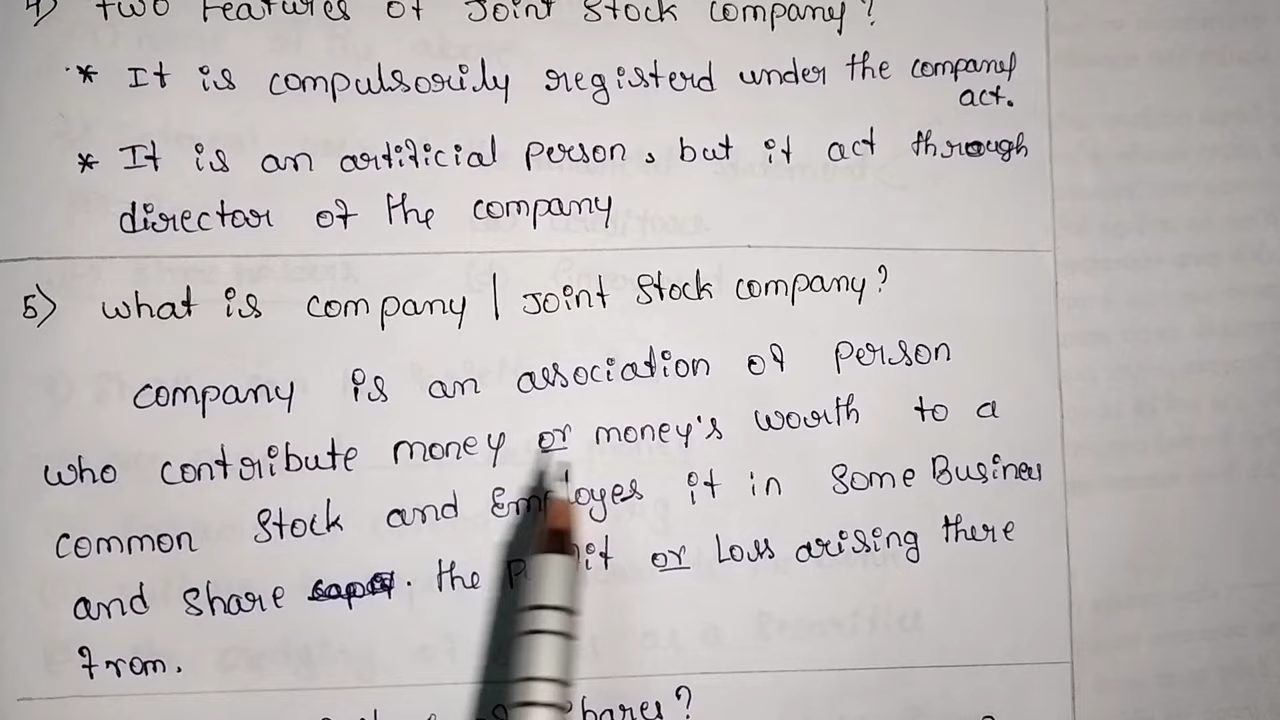 4) Two Features of Joint Stock company?
* It is compulsorily registerd under the company
act.
* It is an artificial person, but it act through
director of the company
5) what is company | Joint Stock company?
company is an association of person
who contribute money or money's worth to a
common Stock and Employes it in some Business
and share the profit or Loss arising there
from.
shares?